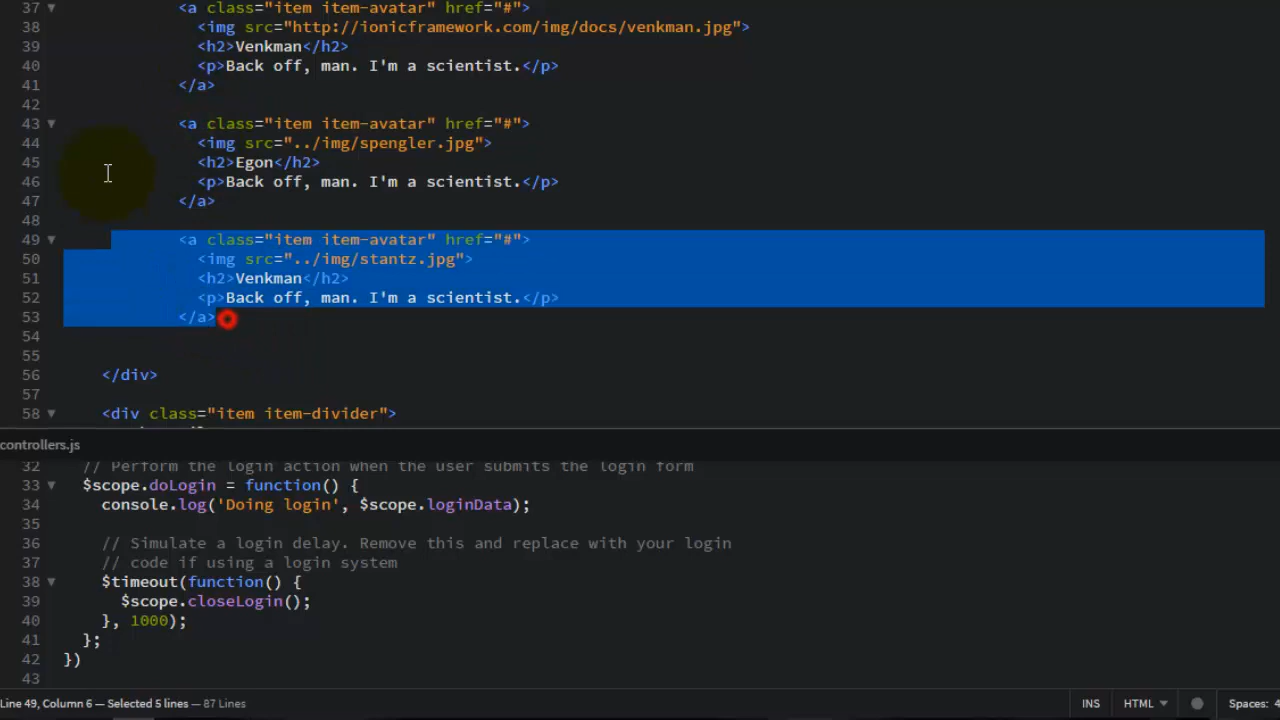 37 ▼ <a class="item item-avatar" href="#">
38 <img src="http://ionicframework.com/img/docs/venkman.jpg">
39 <h2>Venkman</h2>
40 <p>Back off, man. I'm a scientist.</p>
41 </a>
42
43 ▼ <a class="item item-avatar" href="#">
44 <img src="../img/spengler.jpg">
45 <h2>Egon</h2>
46 <p>Back off, man. I'm a scientist.</p>
47 </a>
48
49 ▼ <a class="item item-avatar" href="#">
50 <img src="../img/stantz.jpg">
51 <h2>Venkman</h2>
52 <p>Back off, man. I'm a scientist.</p>
53 </a>
54
55
56 </div>
57
58 ▼ <div class="item item-divider">
controllers.js
32 // Perform the login action when the user submits the login form
33 ▼ $scope.doLogin = function() {
34 console.log('Doing login', $scope.loginData);
35
36 // Simulate a login delay. Remove this and replace with your login
37 // code if using a login system
38 ▼ $timeout(function() {
39 $scope.closeLogin();
40 }, 1000);
41 };
42 })
43
Line 49, Column 6 — Selected 5 lines — 87 Lines INS HTML ▼ Spaces: 4